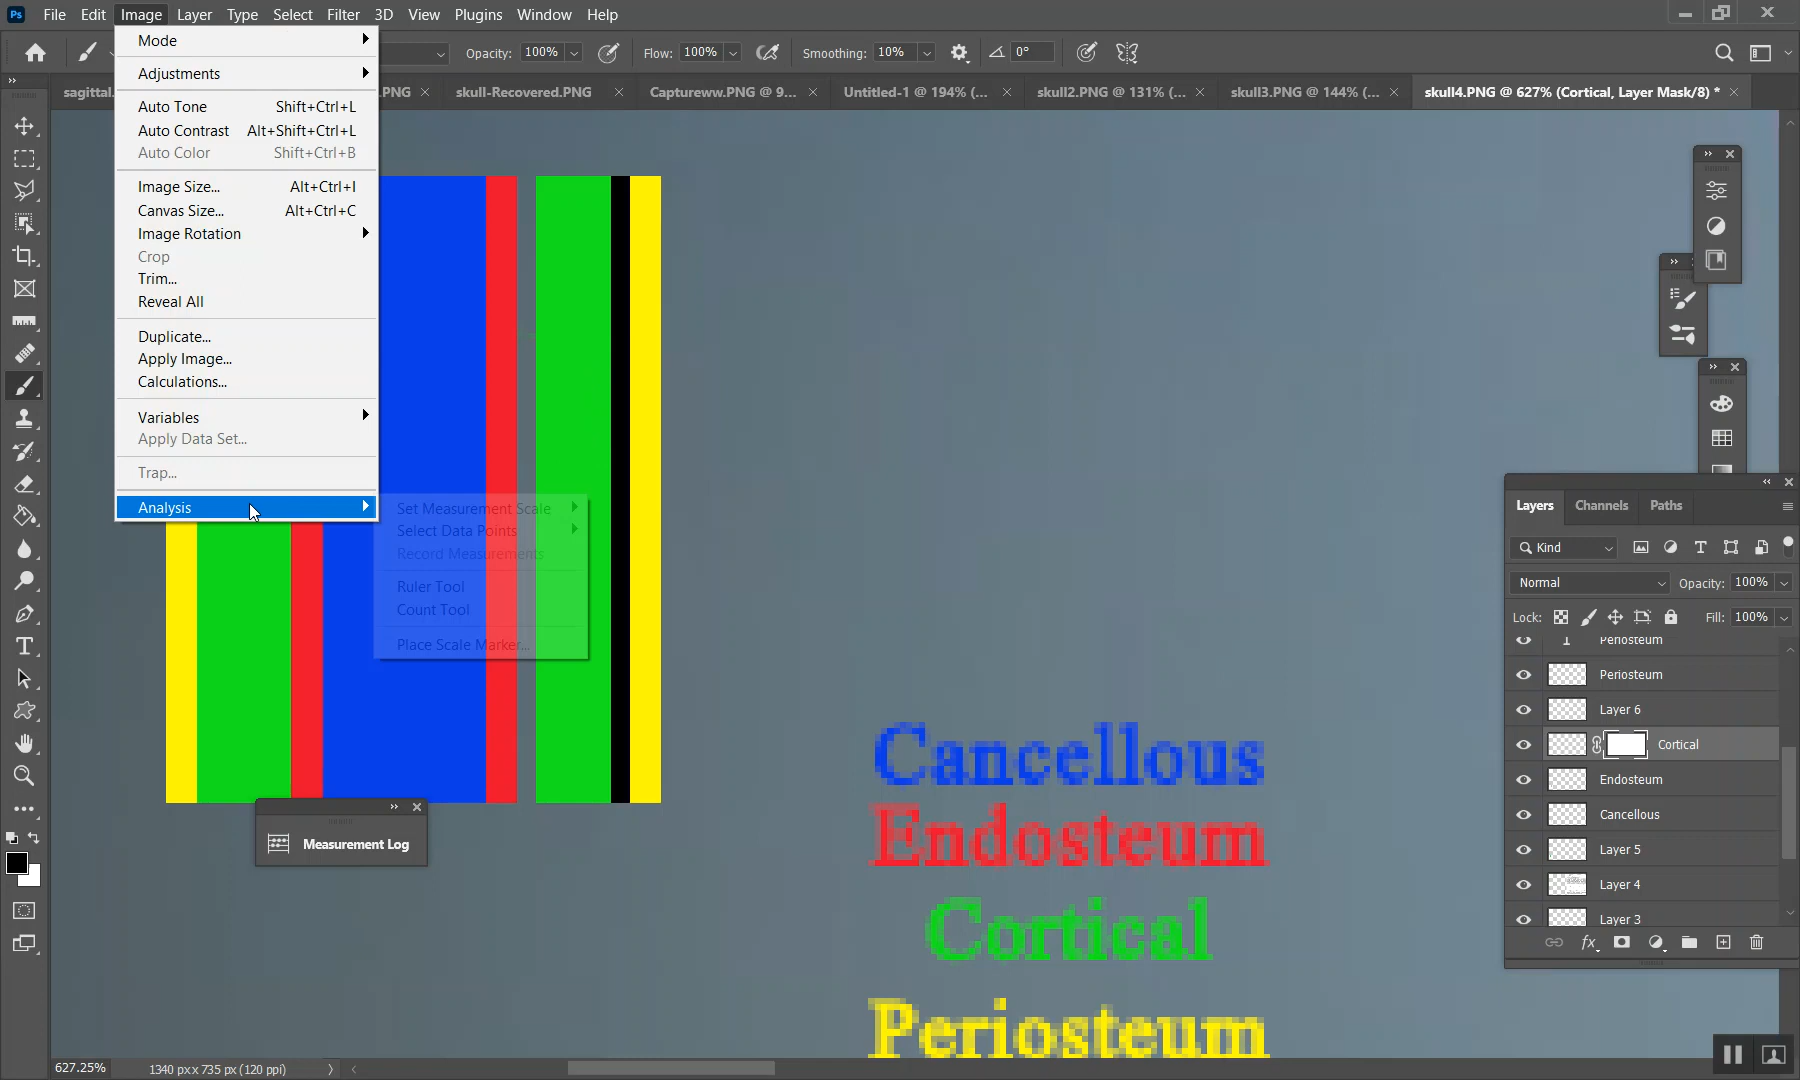 Ps File Edit Image Layer Type Select Filter 3D View Plugins Window Help
Opacity: 100% Flow: 100% Smoothing: 10% 0°
sagittal. .PNG skull-Recovered.PNG Captureww.PNG @ 9... Untitled-1 @ 194% (... skull2.PNG @ 131% (... skull3.PNG @ 144% (... skull4.PNG @ 627% (Cortical, Layer Mask/8) *
Mode
Adjustments
Auto Tone Shift+Ctrl+L
Auto Contrast Alt+Shift+Ctrl+L
Auto Color Shift+Ctrl+B
Image Size... Alt+Ctrl+I
Canvas Size... Alt+Ctrl+C
Image Rotation
Crop
Trim...
Reveal All
Duplicate...
Apply Image...
Calculations...
Variables
Apply Data Set...
Trap...
Analysis
Set Measurement Scale
Select Data Points
Record Measurements
Ruler Tool
Count Tool
Place Scale Marker...
Measurement Log
Cancellous
Endosteum
Cortical
Periosteum
Layers Channels Paths
Kind
Normal Opacity: 100%
Lock: Fill: 100%
Periosteum
Periosteum
Layer 6
Cortical
Endosteum
Cancellous
Layer 5
Layer 4
Layer 3
fx
627.25% 1340 px x 735 px (120 ppi)